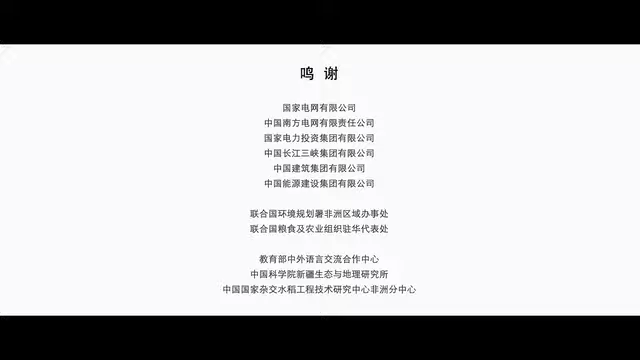 鸣 谢
国家电网有限公司
中国南方电网有限责任公司
国家电力投资集团有限公司
中国长江三峡集团有限公司
中国建筑集团有限公司
中国能源建设集团有限公司
联合国环境规划署非洲区域办事处
联合国粮食及农业组织驻华代表处
教育部中外语言交流合作中心
中国科学院新疆生态与地理研究所
中国国家杂交水稻工程技术研究中心非洲分中心